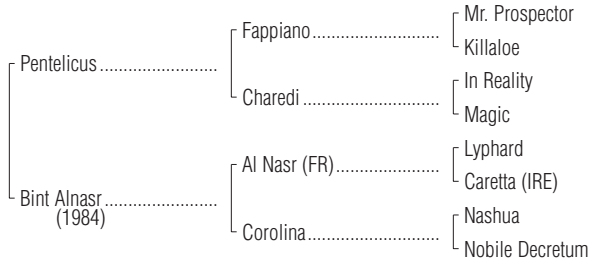 Mr. Prospector
Fappiano
Killaloe
Pentelicus
In Reality
Charedi
Magic
Lyphard
Al Nasr (FR)
Caretta (IRE)
Bint Alnasr
(1984)
Nashua
Corolina
Nobile Decretum